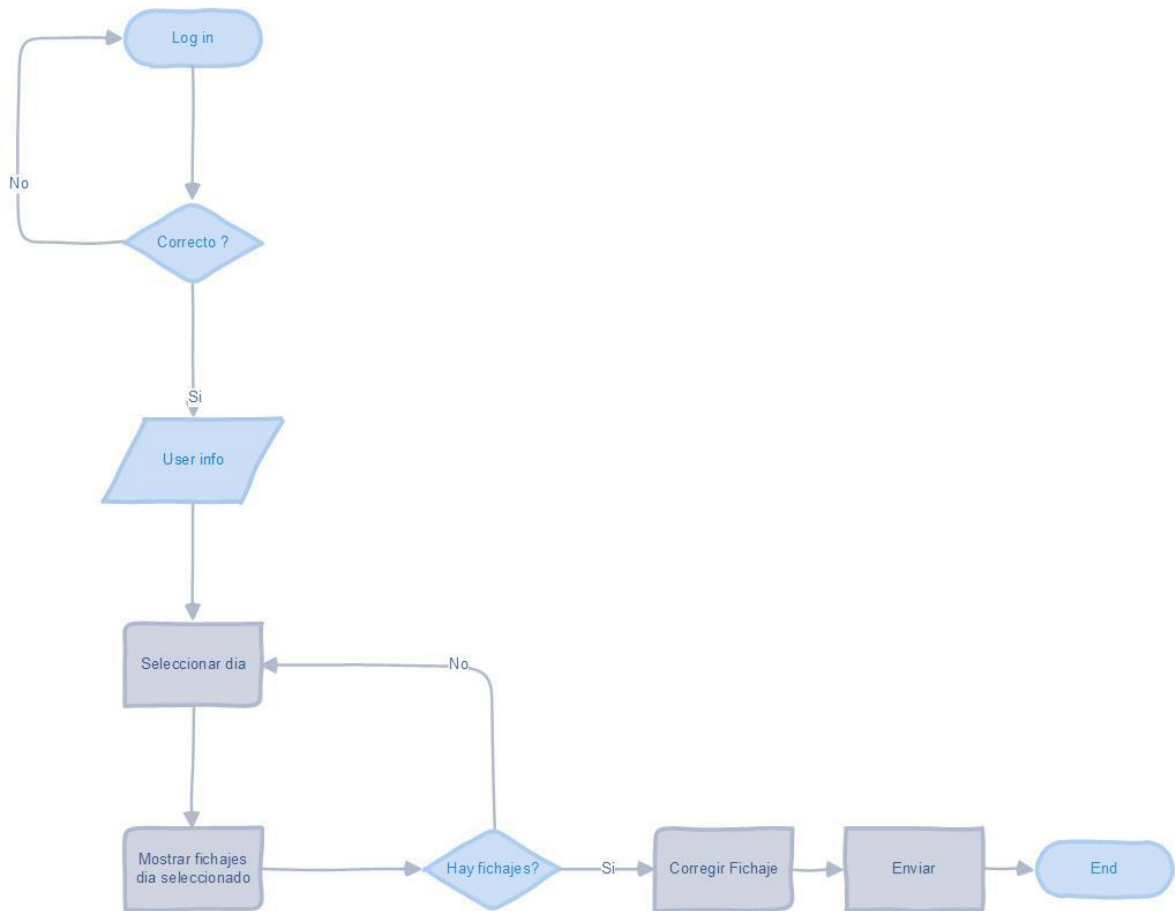 Log in
No
Correcto ?
Si
User info
Seleccionar dia
No
Mostrar fichajes
dia seleccionado
Hay fichajes?
Si
Corregir Fichaje
Enviar
End